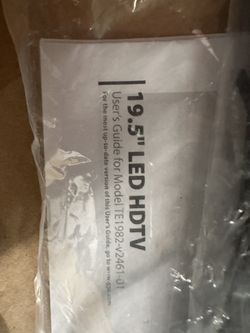 19.5" LED HDTV
User's Guide for Model TE1982-v2461-01
For the most up-to-date version of this User's Guide, go to